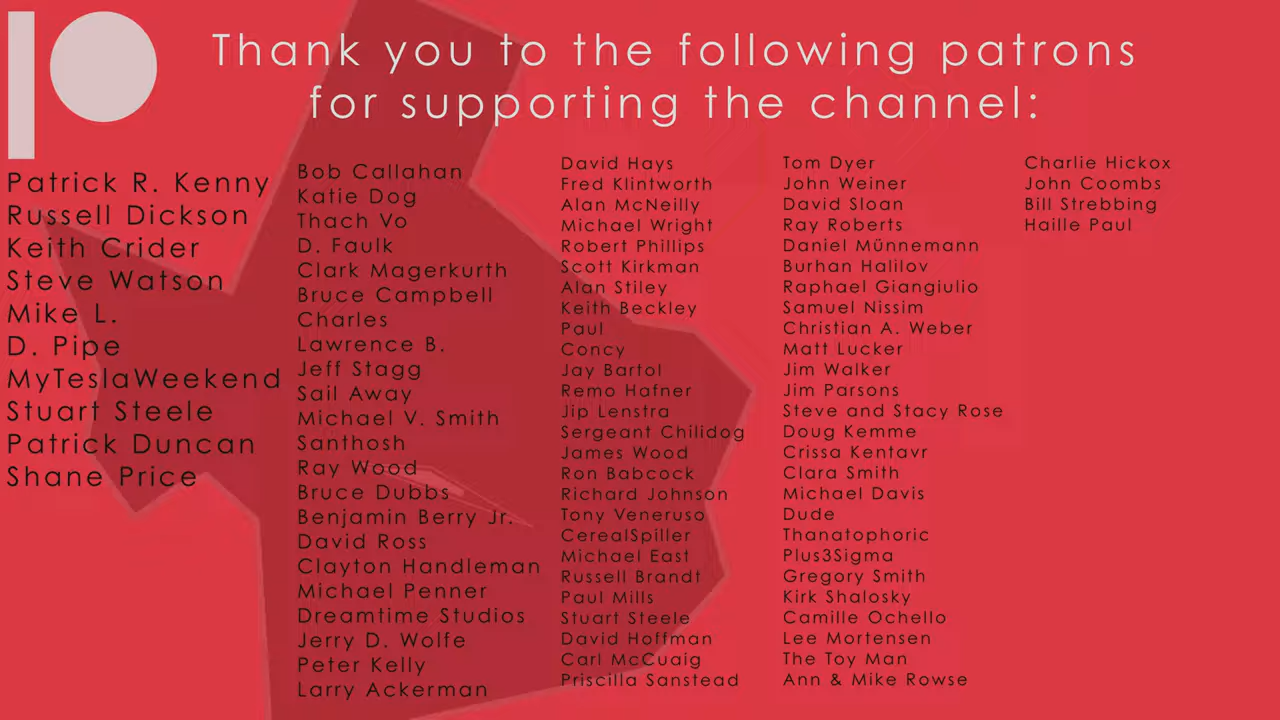 Thank you to the following patrons
for supporting the channel:
Patrick R. Kenny
Russell Dickson
Keith Crider
Steve Watson
Mike L.
D. Pipe
MyTeslaWeekend
Stuart Steele
Patrick Duncan
Shane Price
Bob Callahan
Katie Dog
Thach Vo
D. Faulk
Clark Magerkurth
Bruce Campbell
Charles
Lawrence B.
Jeff Stagg
Sail Away
Michael V. Smith
Santhosh
Ray Wood
Bruce Dubbs
Benjamin Berry Jr.
David Ross
Clayton Handleman
Michael Penner
Dreamtime Studios
Jerry D. Wolfe
Peter Kelly
Larry Ackerman
David Hays
Fred Klintworth
Alan McNeilly
Michael Wright
Robert Phillips
Scott Kirkman
Alan Stiley
Keith Beckley
Paul
Concy
Jay Bartol
Remo Hafner
Jip Lenstra
Sergeant Chilidog
James Wood
Ron Babcock
Richard Johnson
Tony Veneruso
CerealSpiller
Michael East
Russell Brandt
Paul Mills
Stuart Steele
David Hoffman
Carl McCuaig
Priscilla Sanstead
Tom Dyer
John Weiner
David Sloan
Ray Roberts
Daniel Münnemann
Burhan Halilov
Raphael Giangiulio
Samuel Nissim
Christian A. Weber
Matt Lucker
Jim Walker
Jim Parsons
Steve and Stacy Rose
Doug Kemme
Crissa Kentavr
Clara Smith
Michael Davis
Dude
Thanatophoric
Plus3Sigma
Gregory Smith
Kirk Shalosky
Camille Ochello
Lee Mortensen
The Toy Man
Ann & Mike Rowse
Charlie Hickox
John Coombs
Bill Strebbing
Haille Paul